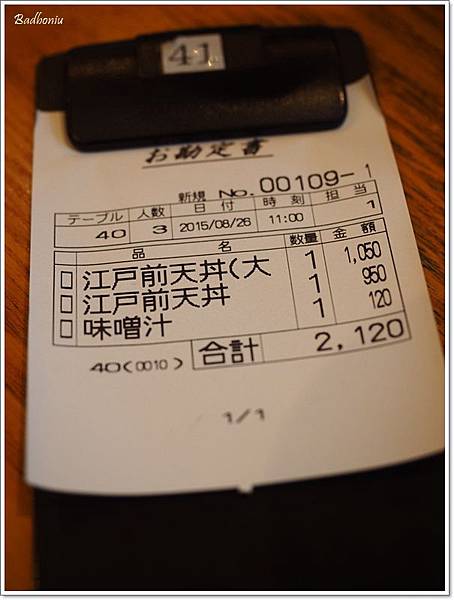 Badboniu
41
お勘定書
新規 No.00109-1
テーブル 人数 日付 時刻 担当
40 3 2015/08/26 11:00 1
品名 数量 金額
江戸前天丼(大 1 1,050
江戸前天丼 1 950
味噌汁 1 120
40(0010) 合計 2,120
1/1